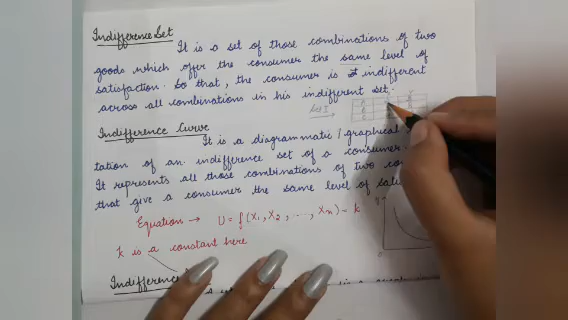 Indifference Set
It is a set of those combinations of two
goods which offer the consumer the same level of
satisfaction. So that, the consumer is indifferent
across all combinations in his indifferent set.
Set I →
Indifference Curve
It is a diagrammatic / graphical
tation of an indifference set of a consumer
It represents all those combinations of two
that give a consumer the same level of
Equation → U = f(x₁, x₂, ...., xn) = k
k is a constant here
Indifference